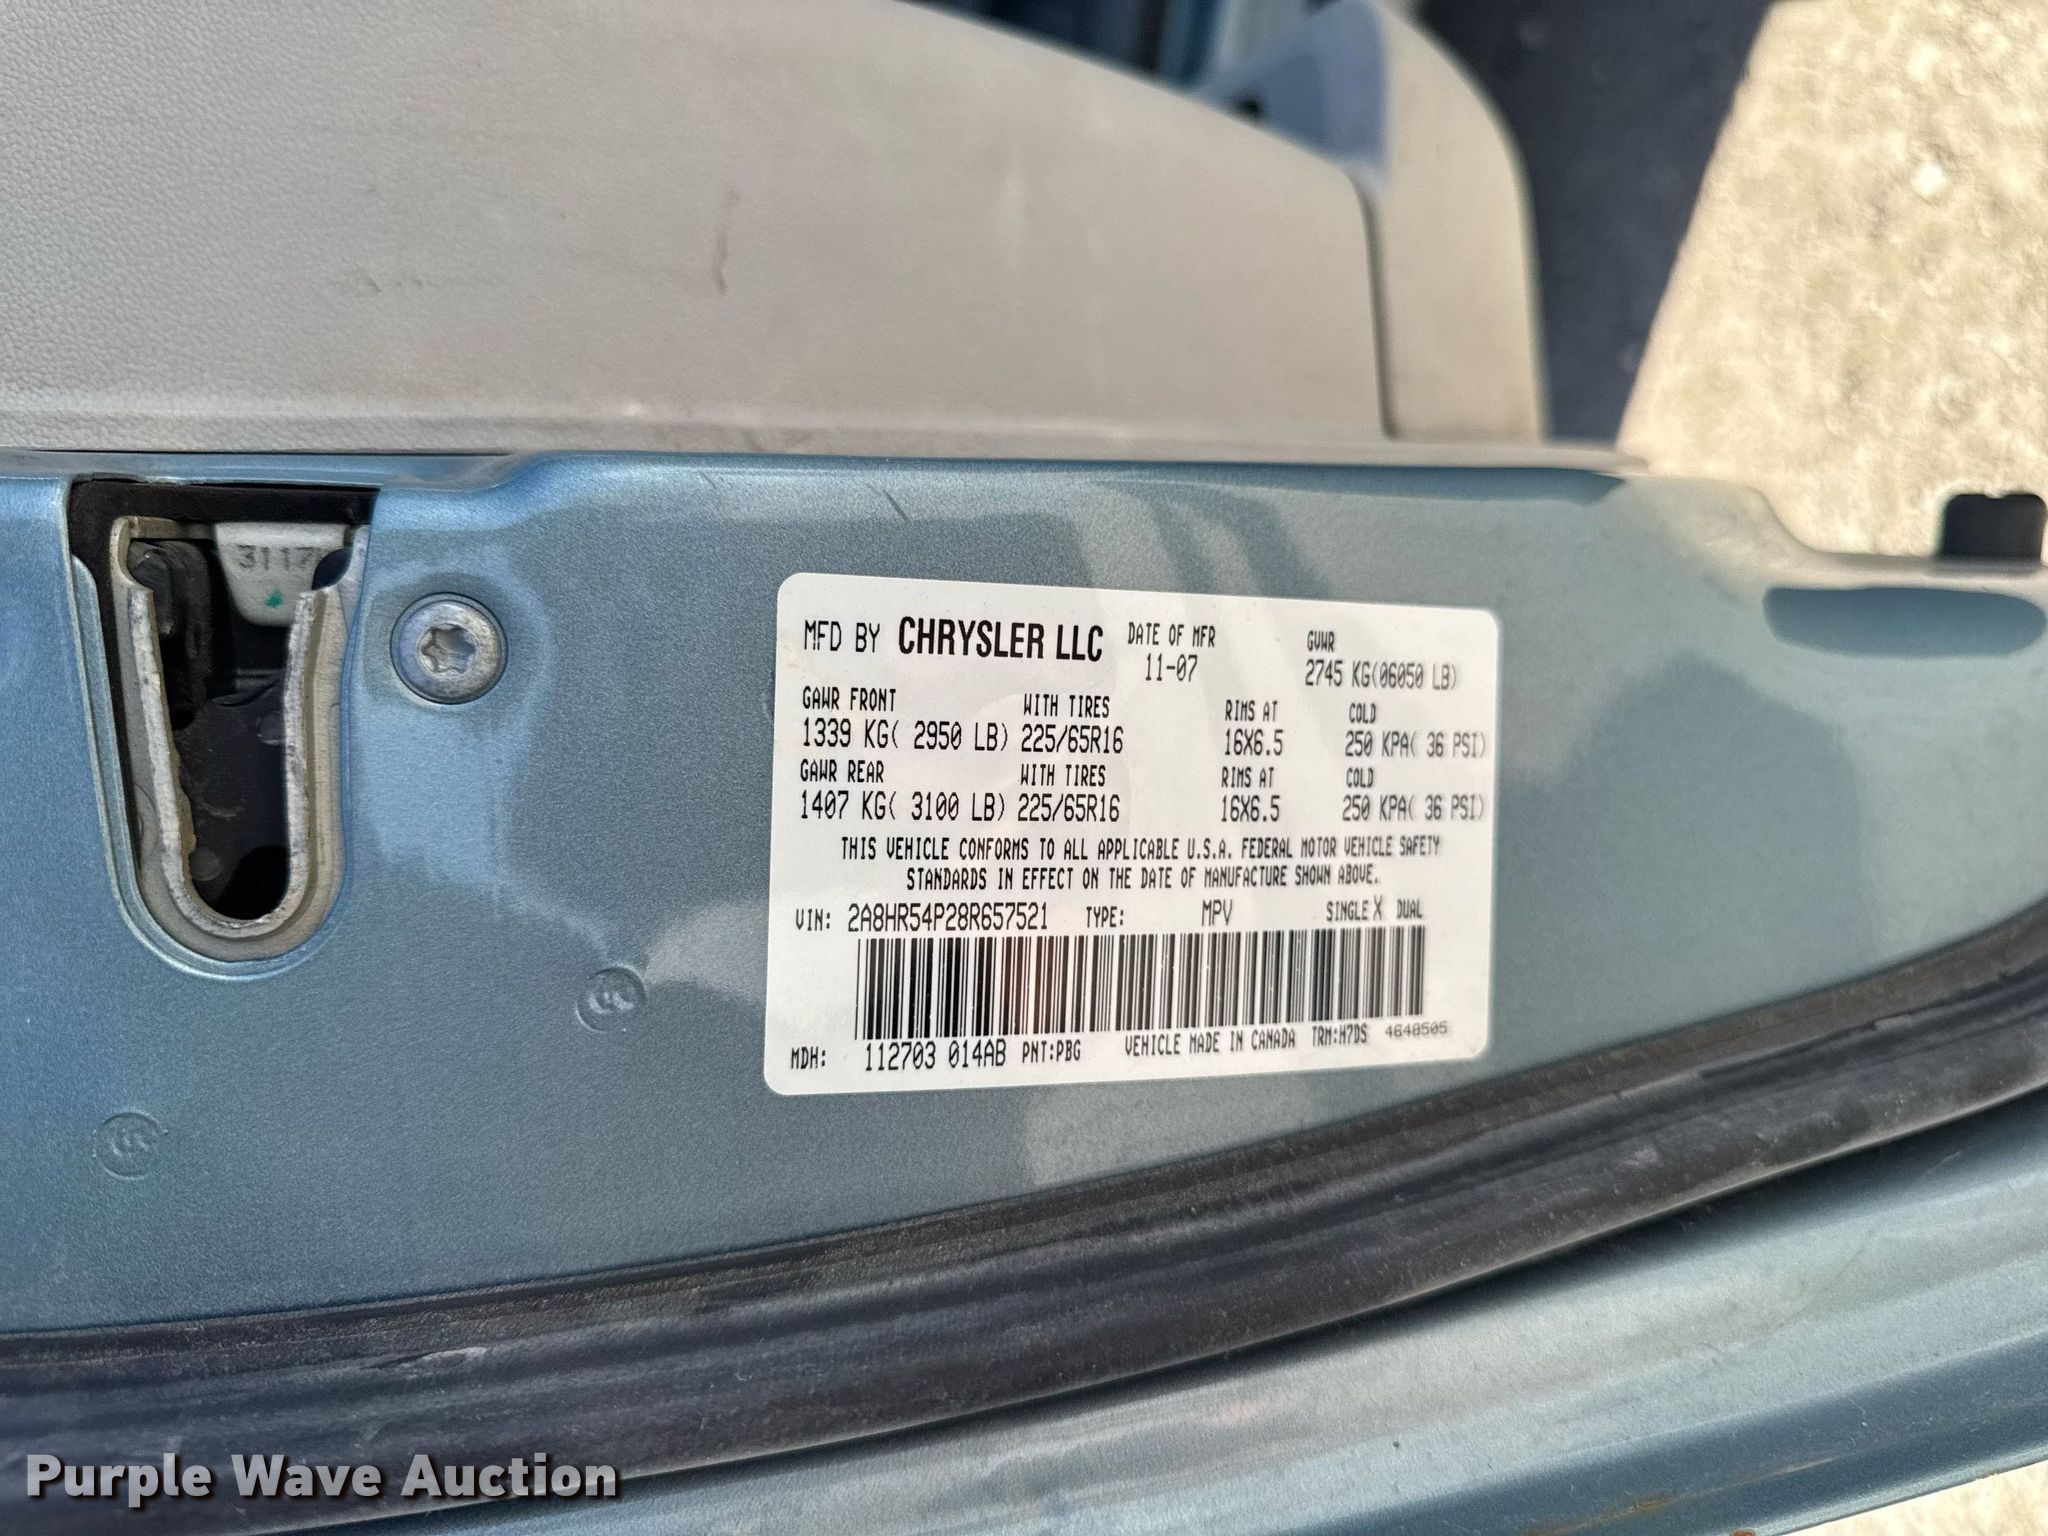 3117
MFD BY CHRYSLER LLC DATE OF MFR GVWR
11-07 2745 KG(06050 LB)
GAWR FRONT WITH TIRES RIMS AT COLD
1339 KG( 2950 LB) 225/65R16 16X6.5 250 KPA( 36 PSI)
GAWR REAR WITH TIRES RIMS AT COLD
1407 KG( 3100 LB) 225/65R16 16X6.5 250 KPA( 36 PSI)
THIS VEHICLE CONFORMS TO ALL APPLICABLE U.S.A. FEDERAL MOTOR VEHICLE SAFETY
STANDARDS IN EFFECT ON THE DATE OF MANUFACTURE SHOWN ABOVE.
VIN: 2A8HR54P28R657521 TYPE: MPV SINGLE X DUAL
MDH: 112703 014AB PNT:PBG VEHICLE MADE IN CANADA TRM:H7DS 4648505
Purple Wave Auction